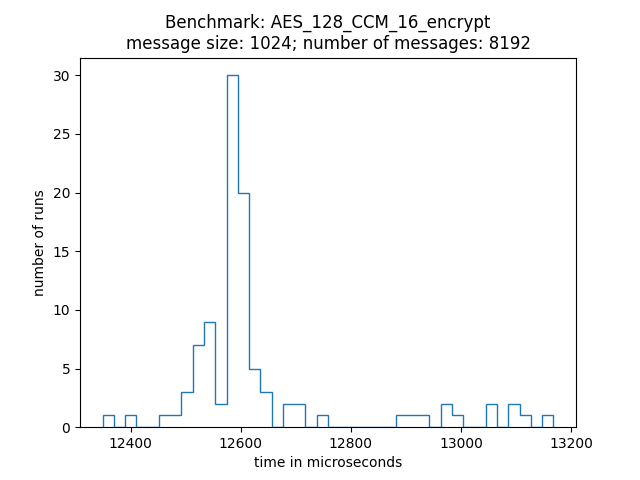 Benchmark: AES_128_CCM_16_encrypt
message size: 1024; number of messages: 8192
30
25
20
15
10
5
0
number of runs
12400 12600 12800 13000 13200
time in microseconds